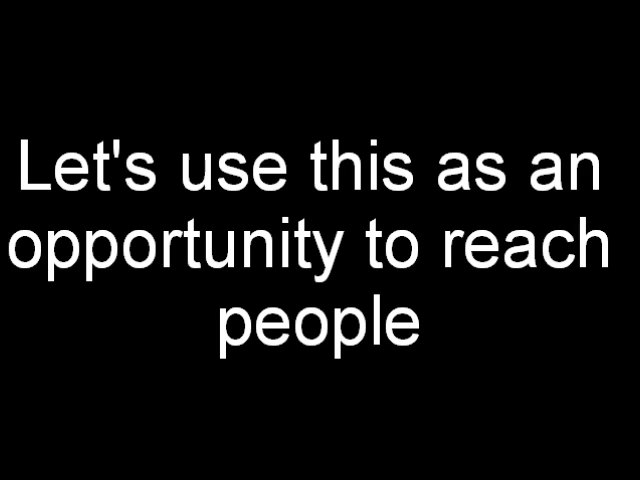 Let's use this as an
opportunity to reach
people